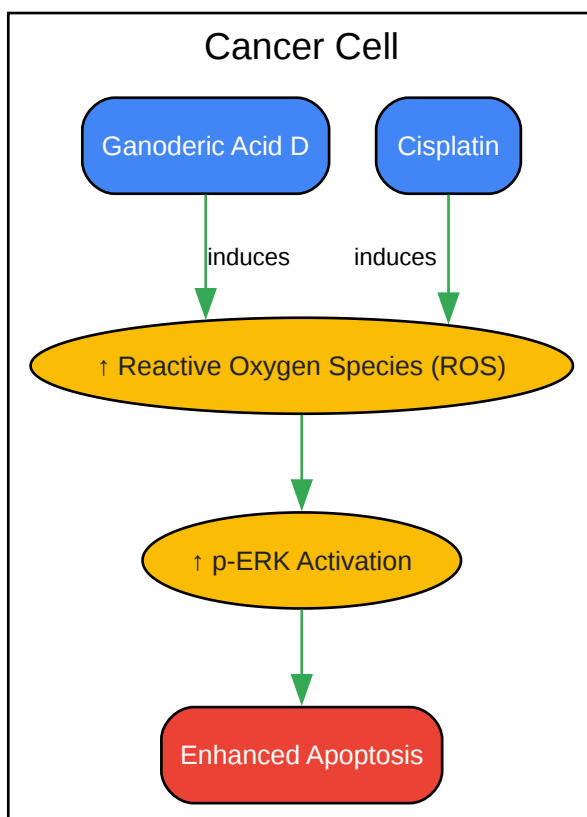 Cancer Cell
Ganoderic Acid D
Cisplatin
induces
induces
↑ Reactive Oxygen Species (ROS)
↑ p-ERK Activation
Enhanced Apoptosis